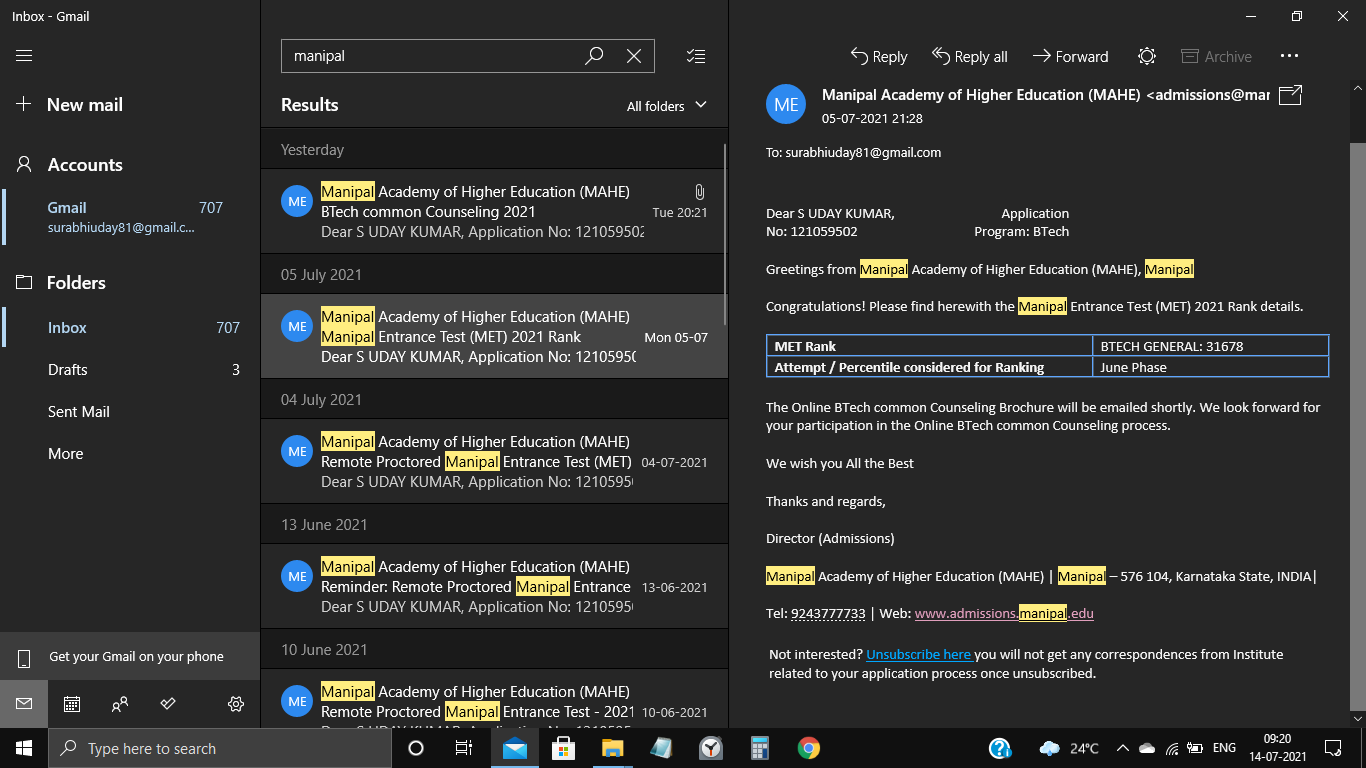 Inbox - Gmail
New mail
Accounts
Gmail 707
surabhiuday81@gmail.c...
Folders
Inbox 707
Drafts 3
Sent Mail
More
Get your Gmail on your phone
manipal
Results All folders
Yesterday
ME
Manipal Academy of Higher Education (MAHE)
BTech common Counseling 2021 Tue 20:21
Dear S UDAY KUMAR, Application No: 121059502
05 July 2021
ME
Manipal Academy of Higher Education (MAHE)
Manipal Entrance Test (MET) 2021 Rank Mon 05-07
Dear S UDAY KUMAR, Application No: 1210595
04 July 2021
ME
Manipal Academy of Higher Education (MAHE)
Remote Proctored Manipal Entrance Test (MET) 04-07-2021
Dear S UDAY KUMAR, Application No: 1210595
13 June 2021
ME
Manipal Academy of Higher Education (MAHE)
Reminder: Remote Proctored Manipal Entrance 13-06-2021
Dear S UDAY KUMAR, Application No: 1210595
10 June 2021
ME
Manipal Academy of Higher Education (MAHE)
Remote Proctored Manipal Entrance Test - 2021 10-06-2021
Reply Reply all Forward Archive
ME
Manipal Academy of Higher Education (MAHE) <admissions@mar
05-07-2021 21:28
To: surabhiuday81@gmail.com
Dear S UDAY KUMAR, Application
No: 121059502 Program: BTech
Greetings from Manipal Academy of Higher Education (MAHE), Manipal
Congratulations! Please find herewith the Manipal Entrance Test (MET) 2021 Rank details.
MET Rank BTECH GENERAL: 31678
Attempt / Percentile considered for Ranking June Phase
The Online BTech common Counseling Brochure will be emailed shortly. We look forward for
your participation in the Online BTech common Counseling process.
We wish you All the Best
Thanks and regards,
Director (Admissions)
Manipal Academy of Higher Education (MAHE) | Manipal – 576 104, Karnataka State, INDIA|
Tel: 9243777733 | Web: www.admissions.manipal.edu
Not interested? Unsubscribe here you will not get any correspondences from Institute
related to your application process once unsubscribed.
Type here to search
24°C
ENG
09:20
14-07-2021